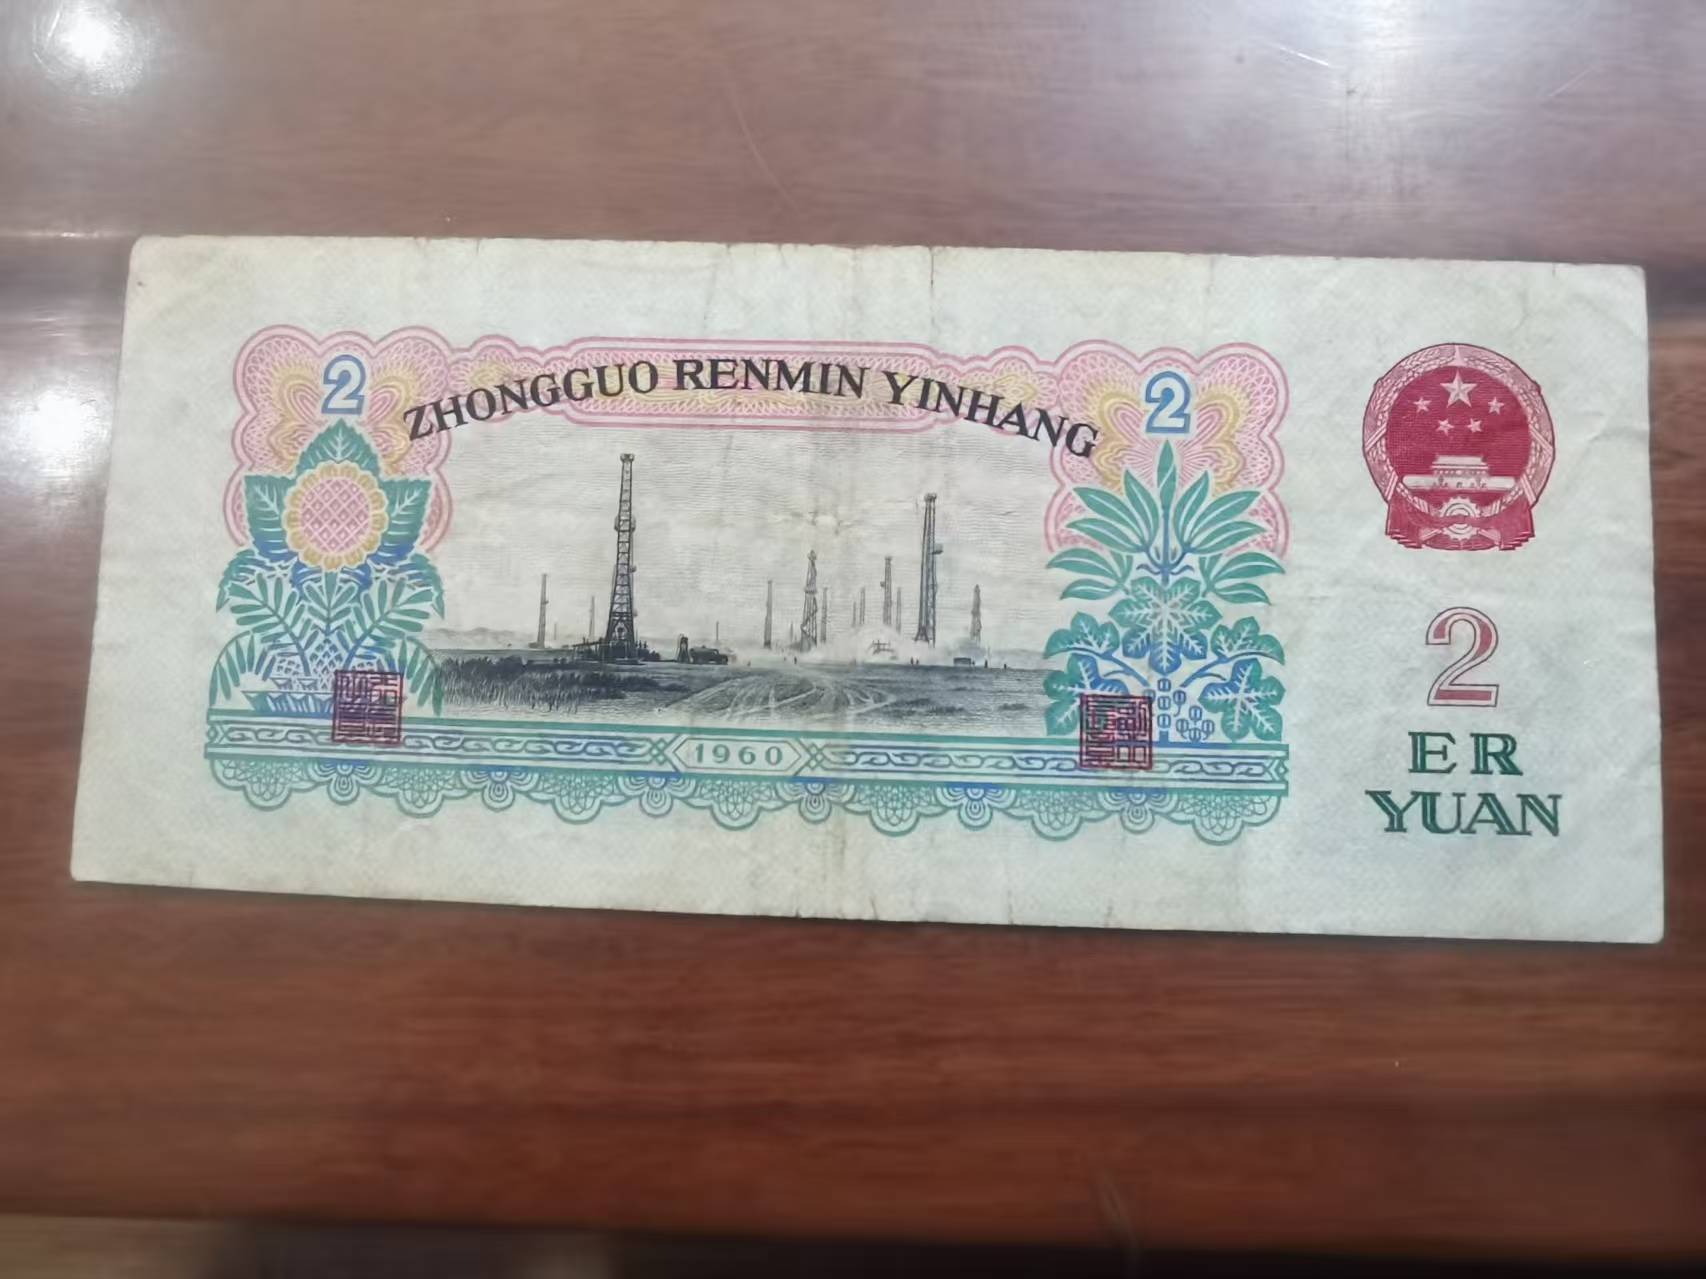 ZHONGGUO RENMIN YINHANG
2
2
1960
2
ER
YUAN